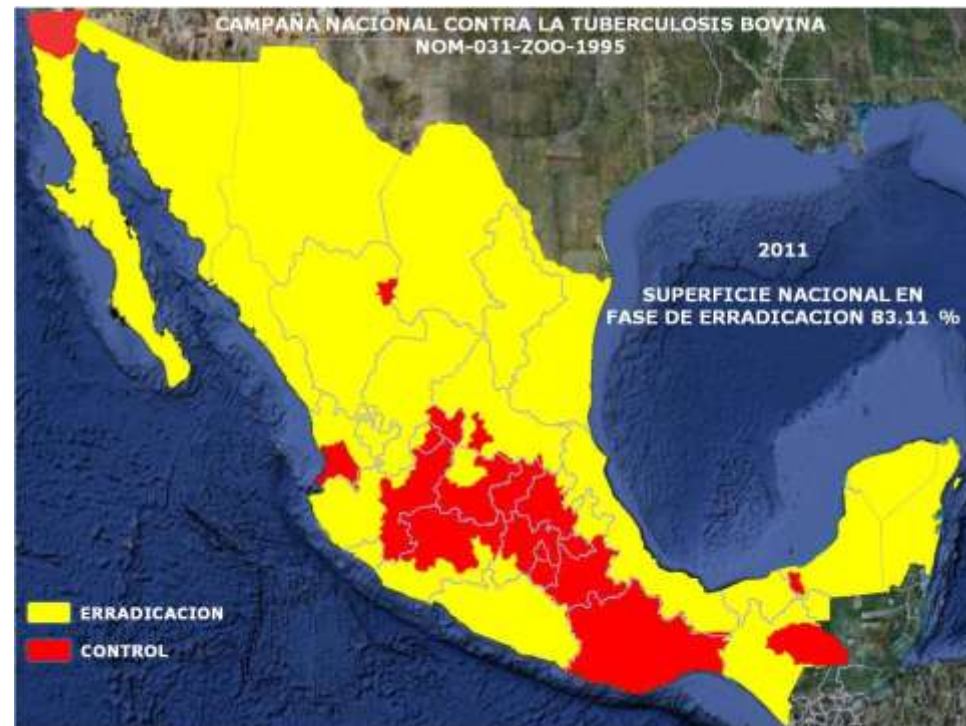 CAMPAÑA NACIONAL CONTRA LA TUBERCULOSIS BOVINA
NOM-031-ZOO-1995
2011
SUPERFICIE NACIONAL EN
FASE DE ERRADICACION 83.11 %
ERRADICACION
CONTROL